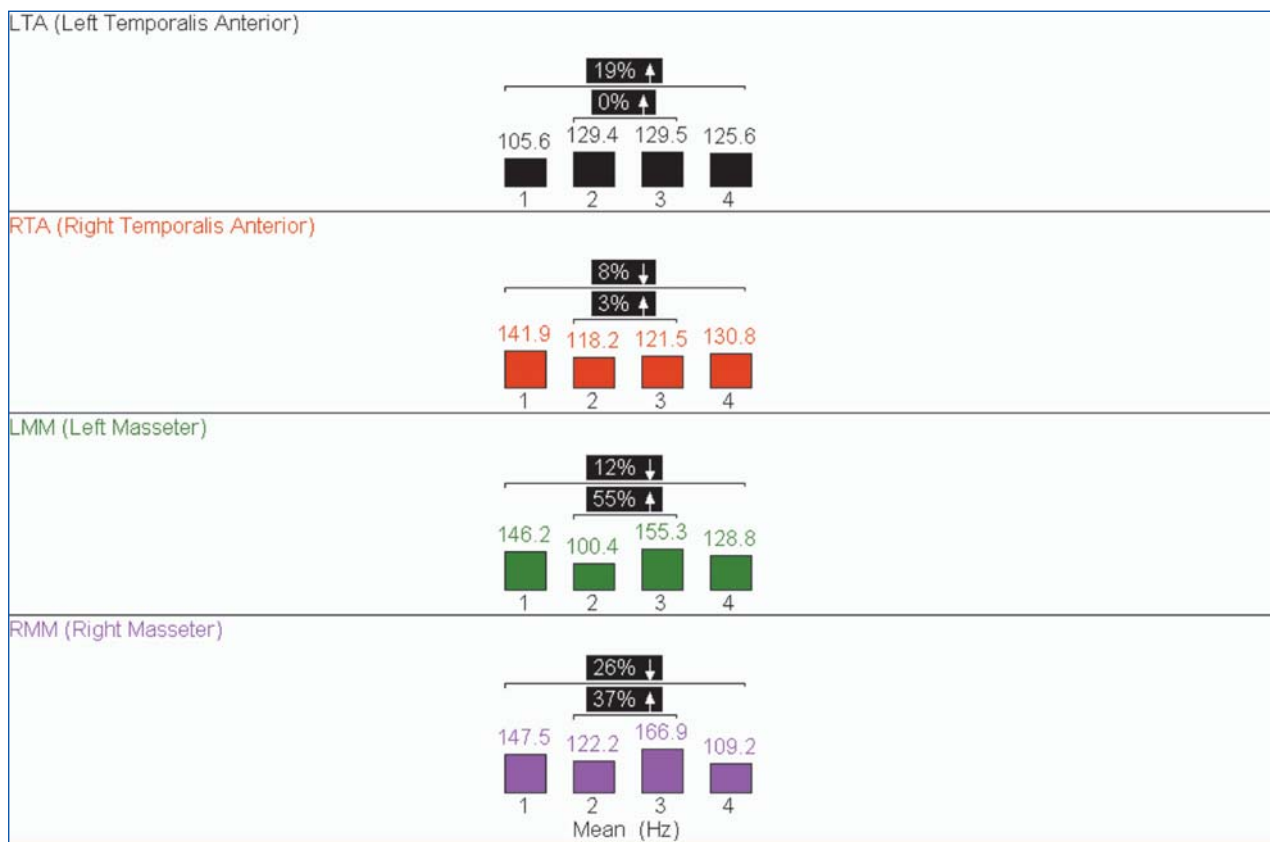 LTA (Left Temporalis Anterior)
19% ↑
0% ↑
105.6 129.4 129.5 125.6
1 2 3 4
RTA (Right Temporalis Anterior)
8% ↓
3% ↑
141.9 118.2 121.5 130.8
1 2 3 4
LMM (Left Masseter)
12% ↓
55% ↑
146.2 100.4 155.3 128.8
1 2 3 4
RMM (Right Masseter)
26% ↓
37% ↑
147.5 122.2 166.9 109.2
1 2 3 4
Mean (Hz)